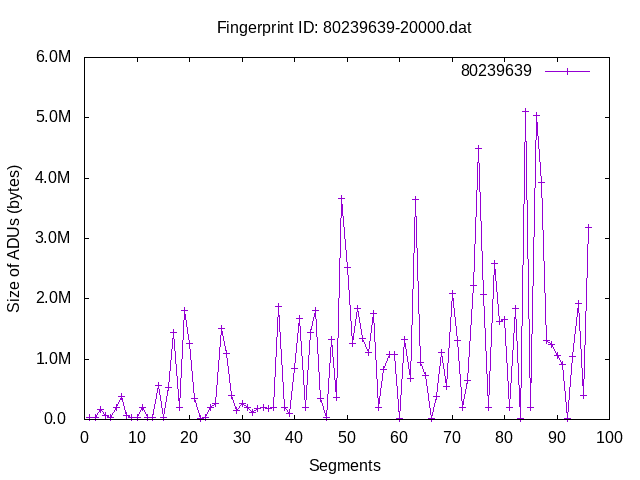 Fingerprint ID: 80239639-20000.dat
6.0M
80239639
5.0M
4.0M
3.0M
2.0M
1.0M
0.0
Size of ADUs (bytes)
0 10 20 30 40 50 60 70 80 90 100
Segments